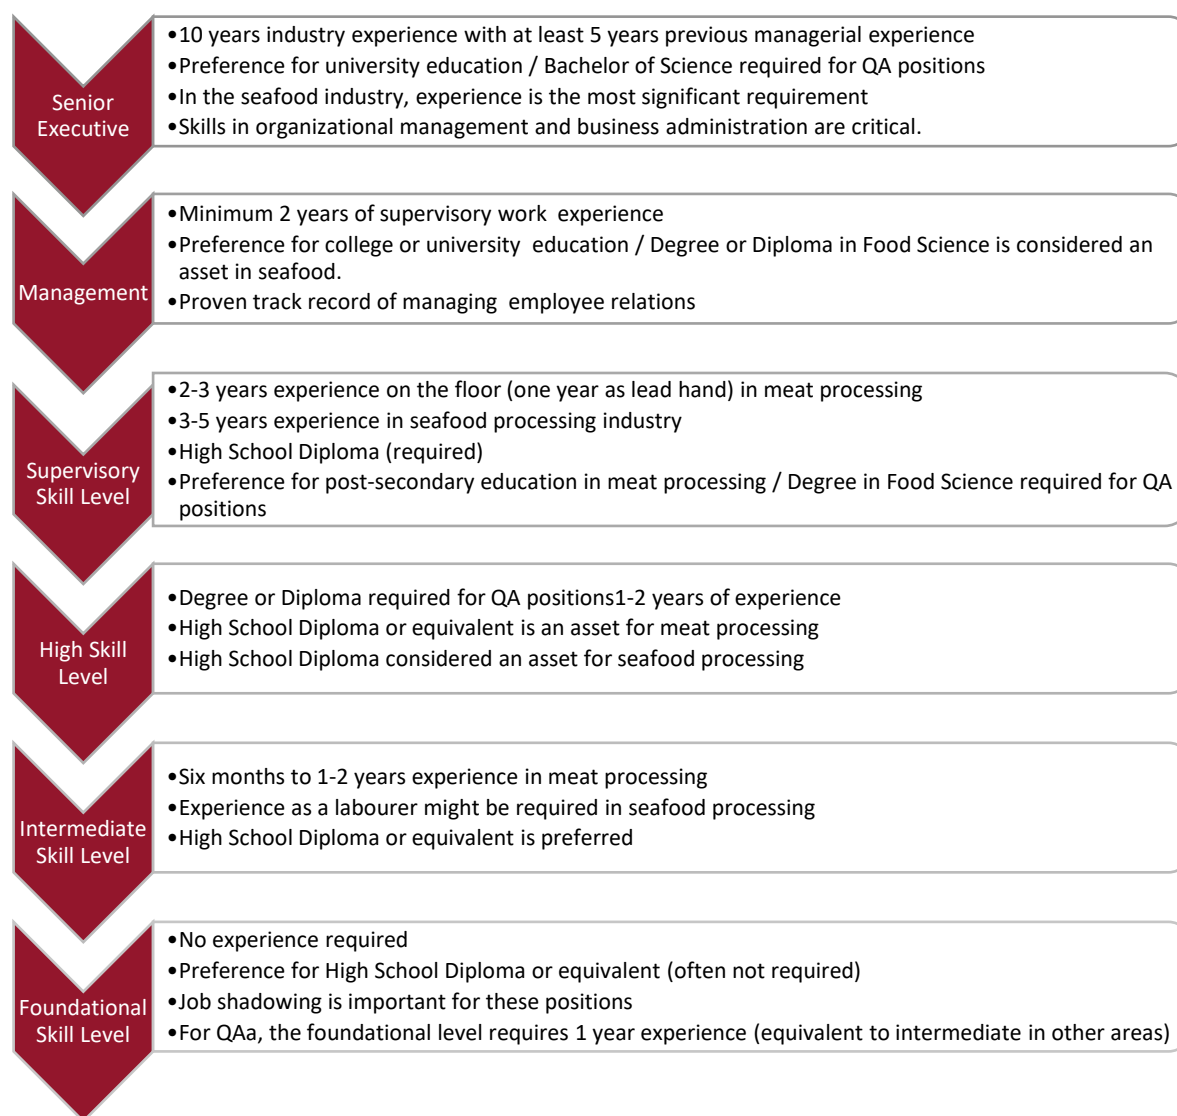 Senior
Executive
•10 years industry experience with at least 5 years previous managerial experience
•Preference for university education / Bachelor of Science required for QA positions
•In the seafood industry, experience is the most significant requirement
•Skills in organizational management and business administration are critical.
Management
•Minimum 2 years of supervisory work  experience
•Preference for college or university  education / Degree or Diploma in Food Science is considered an
asset in seafood.
•Proven track record of managing  employee relations
Supervisory
Skill Level
•2-3 years experience on the floor (one year as lead hand) in meat processing
•3-5 years experience in seafood processing industry
•High School Diploma (required)
•Preference for post-secondary education in meat processing / Degree in Food Science required for QA
positions
High Skill
Level
•Degree or Diploma required for QA positions1-2 years of experience
•High School Diploma or equivalent is an asset for meat processing
•High School Diploma considered an asset for seafood processing
Intermediate
Skill Level
•Six months to 1-2 years experience in meat processing
•Experience as a labourer might be required in seafood processing
•High School Diploma or equivalent is preferred
Foundational
Skill Level
•No experience required
•Preference for High School Diploma or equivalent (often not required)
•Job shadowing is important for these positions
•For QAa, the foundational level requires 1 year experience (equivalent to intermediate in other areas)